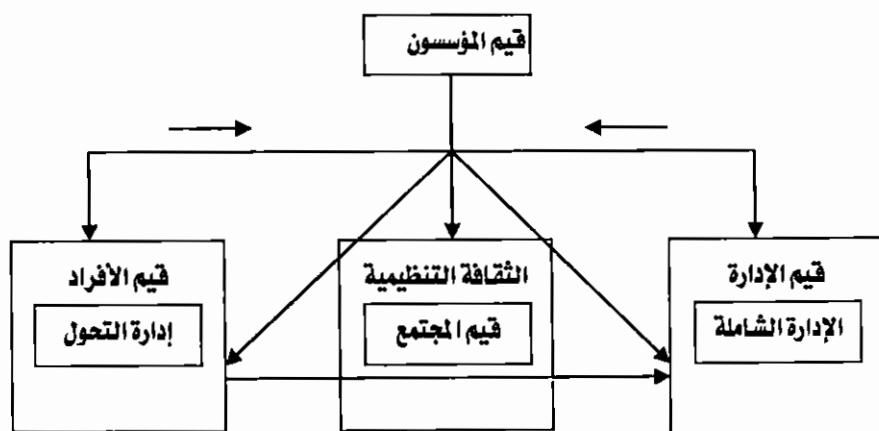 قيم المؤسسون
قيم الإدارة
الإدارة الشاملة
الثقافة التنظيمية
قيم المجتمع
قيم الأفراد
إدارة التحول